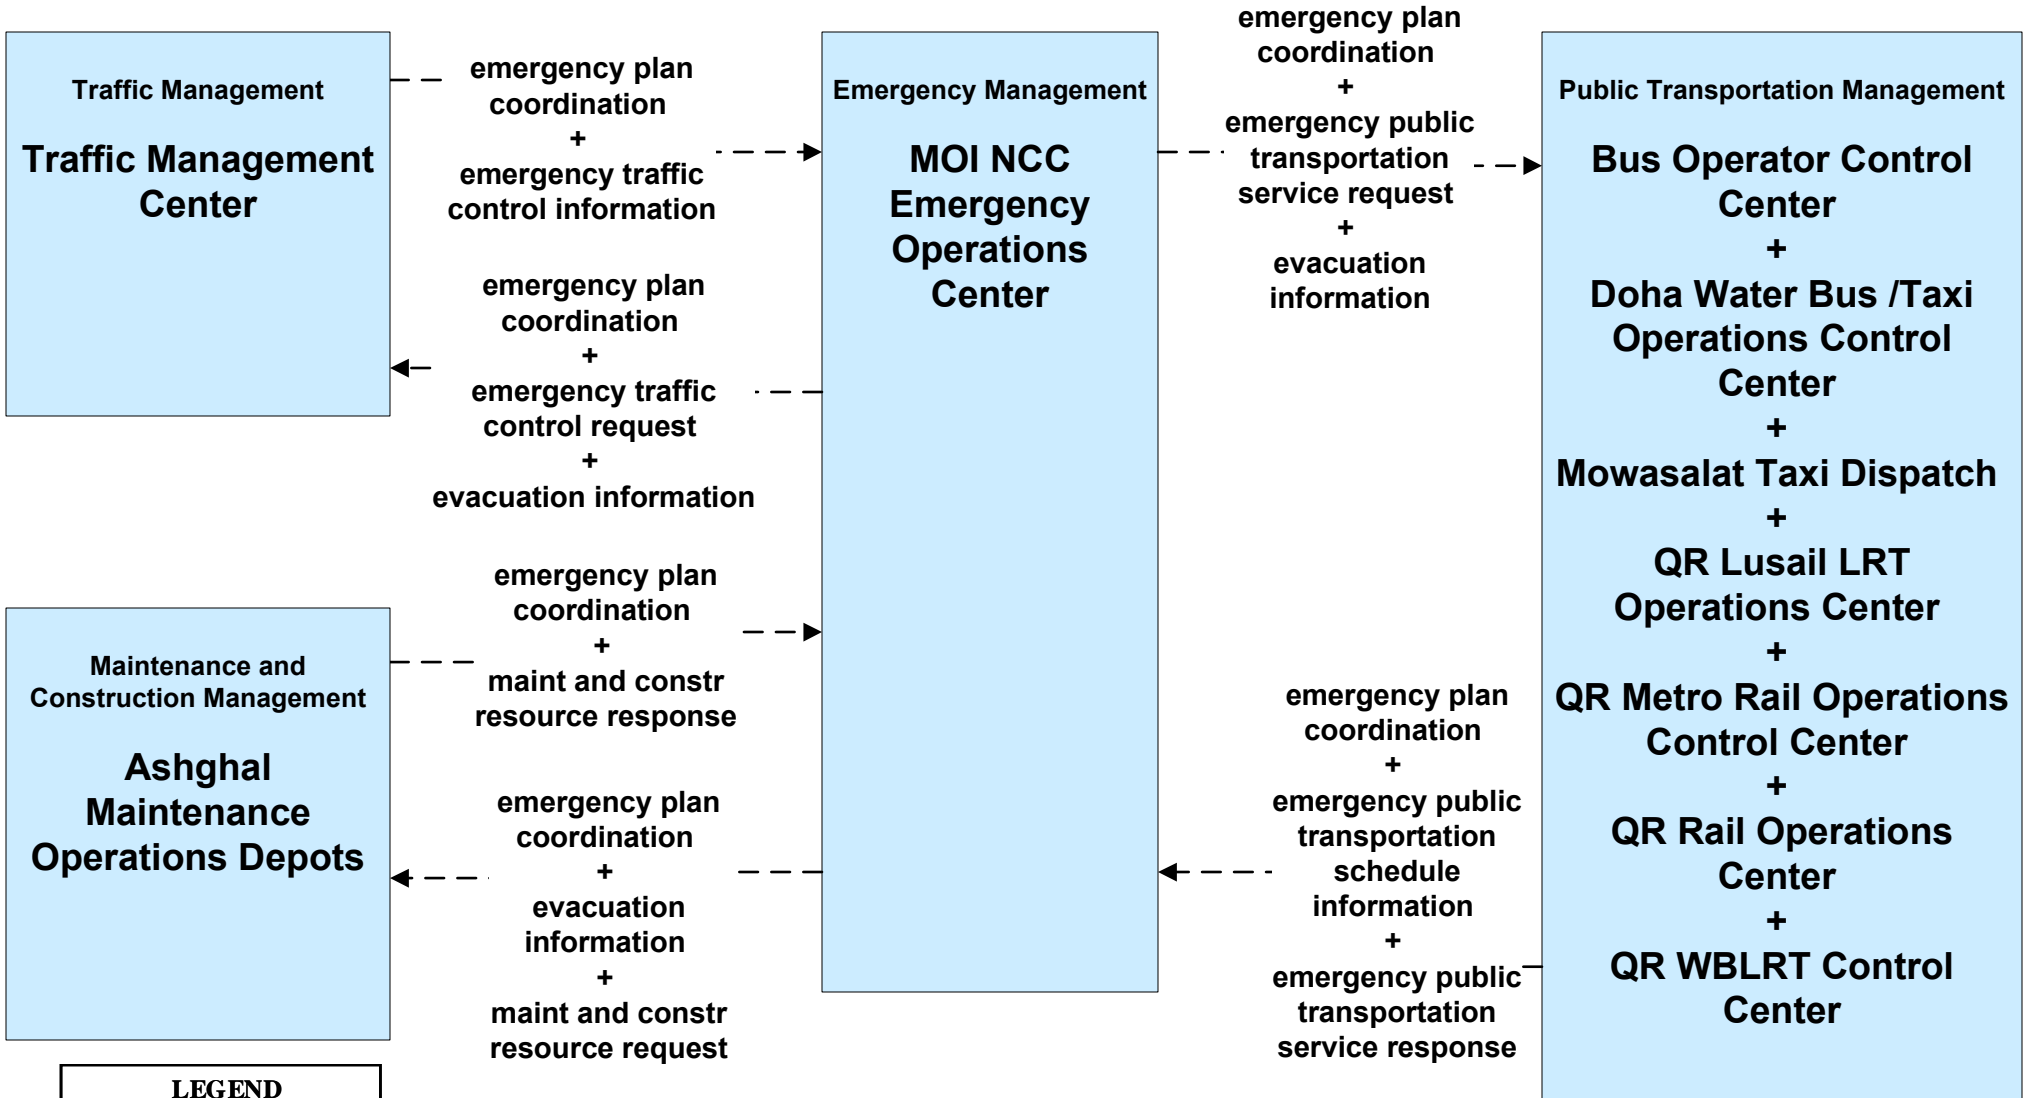 Traffic Management
Traffic Management
Center
emergency plan
coordination
+
emergency traffic
control information
emergency plan
coordination
+
emergency traffic
control request
+
evacuation information
Maintenance and
Construction Management
Ashghal
Maintenance
Operations Depots
emergency plan
coordination
+
maint and constr
resource response
emergency plan
coordination
+
evacuation
information
+
maint and constr
resource request
Emergency Management
MOI NCC
Emergency
Operations
Center
emergency plan
coordination
+
emergency public
transportation
service request
+
evacuation
information
emergency plan
coordination
+
emergency public
transportation
schedule
information
+
emergency public
transportation
service response
Public Transportation Management
Bus Operator Control
Center
+
Doha Water Bus /Taxi
Operations Control
Center
+
Mowasalat Taxi Dispatch
+
QR Lusail LRT
Operations Center
+
QR Metro Rail Operations
Control Center
+
QR Rail Operations
Center
+
QR WBLRT Control
Center
LEGEND